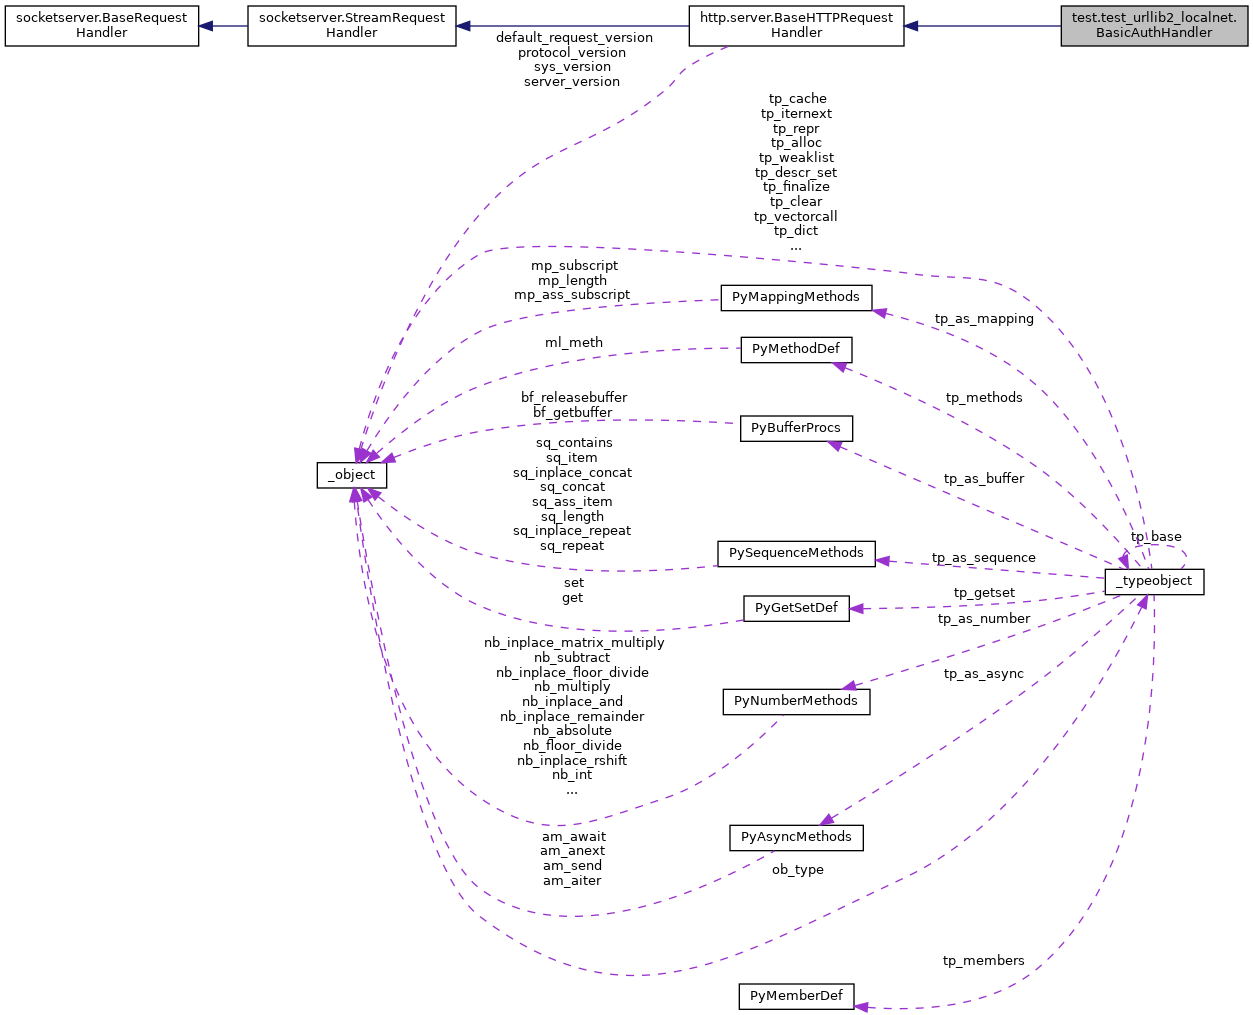 socketserver.BaseRequest
Handler
socketserver.StreamRequest
Handler
http.server.BaseHTTPRequest
Handler
test.test_urllib2_localnet.
BasicAuthHandler
default_request_version
protocol_version
sys_version
server_version
tp_cache
tp_iternext
tp_repr
tp_alloc
tp_weaklist
tp_descr_set
tp_finalize
tp_clear
tp_vectorcall
tp_dict
...
mp_subscript
mp_length
mp_ass_subscript
PyMappingMethods
tp_as_mapping
ml_meth
PyMethodDef
tp_methods
bf_releasebuffer
bf_getbuffer
PyBufferProcs
tp_as_buffer
_object
sq_contains
sq_item
sq_inplace_concat
sq_concat
sq_ass_item
sq_length
sq_inplace_repeat
sq_repeat
PySequenceMethods
tp_as_sequence
tp_base
_typeobject
set
get
PyGetSetDef
tp_getset
tp_as_number
nb_inplace_matrix_multiply
nb_subtract
nb_inplace_floor_divide
nb_multiply
nb_inplace_and
nb_inplace_remainder
nb_absolute
nb_floor_divide
nb_inplace_rshift
nb_int
...
PyNumberMethods
tp_as_async
am_await
am_anext
am_send
am_aiter
PyAsyncMethods
ob_type
tp_members
PyMemberDef